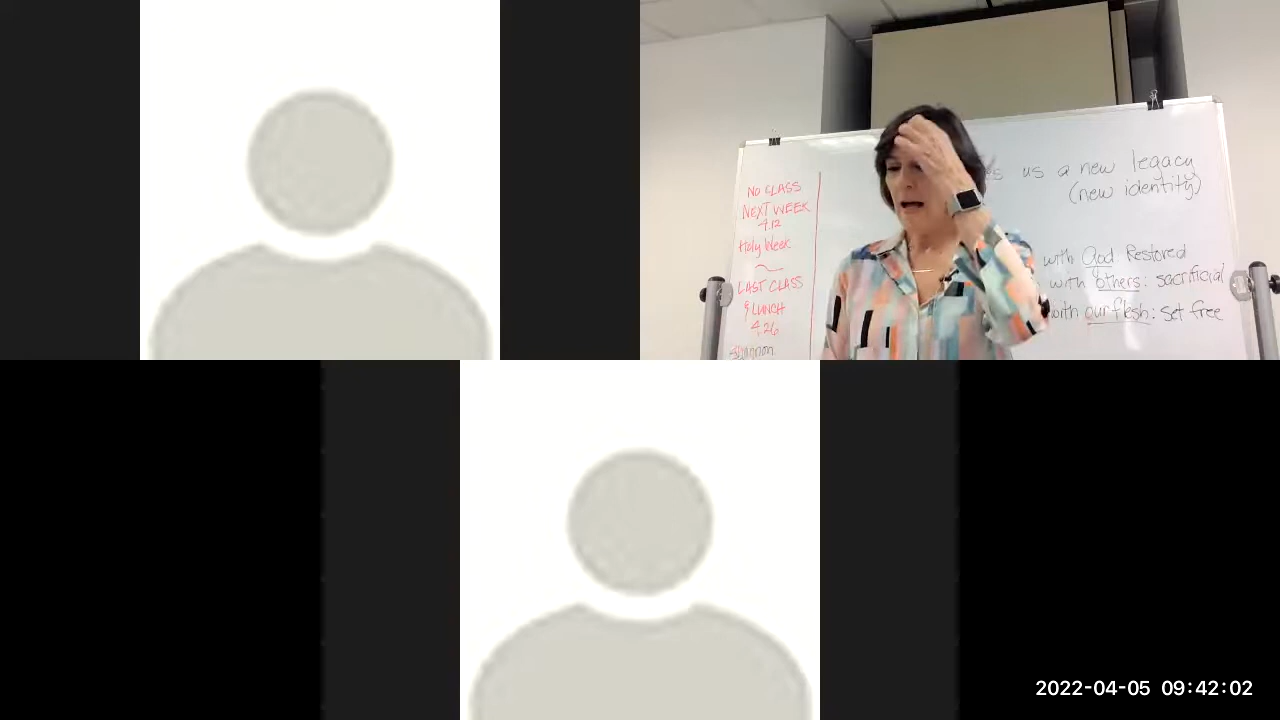 NO CLASS
NEXT WEEK
-4.12
Holy Week
LAST CLASS
& LUNCH
4.26
Shannon
us a new legacy
(new identity)
with God Restored
with others: sacrificial
with our flesh: set free
2022-04-05 09:42:02